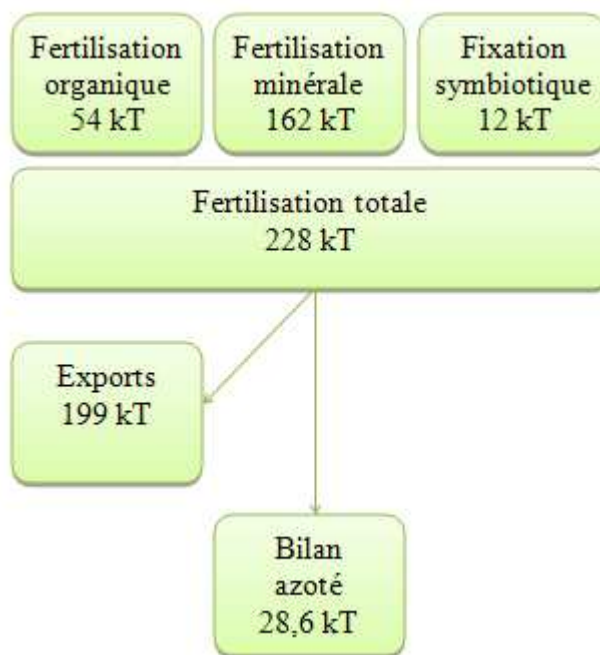 Fertilisation
organique
54 kT
Fertilisation
minérale
162 kT
Fixation
symbiotique
12 kT
Fertilisation totale
228 kT
Exports
199 kT
Bilan
azoté
28,6 kT